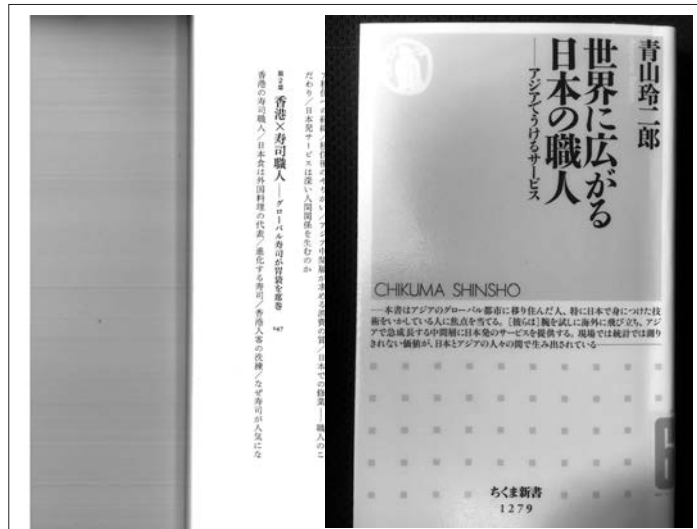 だわり／日本発サービスは深い人間関係を生むのか
第2章 香港×寿司職人――グローバル寿司が胃袋を席巻 047
香港の寿司職人／日本食は外国料理の代表／進化する寿司／香港人客の洗練／なぜ寿司が人気にな
青山玲二郎
世界に広がる
日本の職人
――アジアでうけるサービス
CHIKUMA SHINSHO
――本書はアジアのグローバル都市に移り住んだ人、特に日本で身につけた技
術をいかしている人に焦点を当てる。［彼らは］腕を試しに海外に飛び立ち、アジ
アで急成長する中間層に日本発のサービスを提供する。現場では統計では測り
きれない価値が、日本とアジアの人々の間で生み出されている――
6
ちくま新書
1279